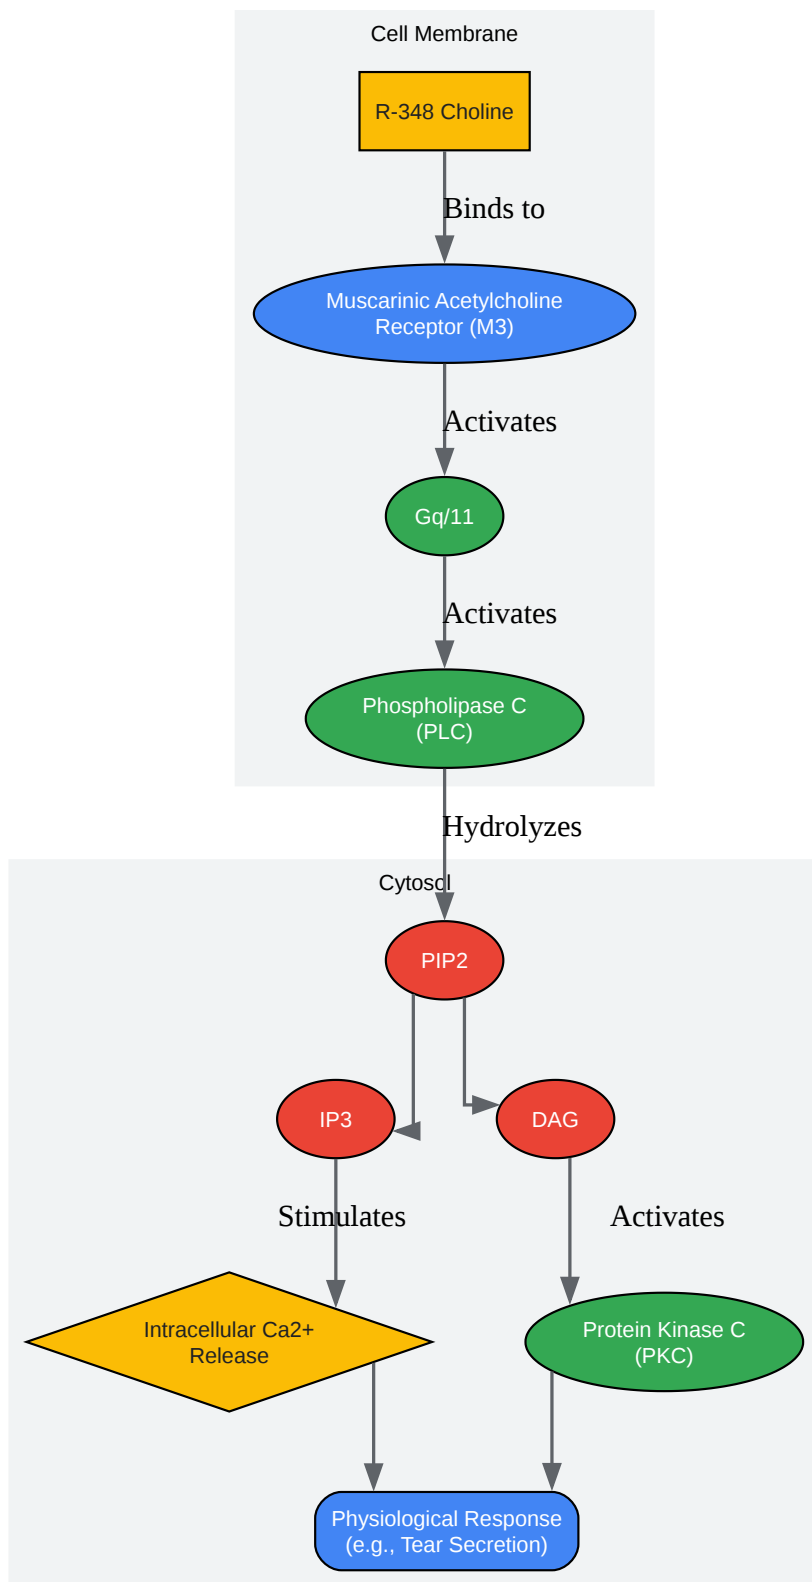 Cell Membrane
R-348 Choline
Binds to
Muscarinic Acetylcholine
Receptor (M3)
Activates
Gq/11
Activates
Phospholipase C
(PLC)
Hydrolyzes
Cytosol
PIP2
IP3
DAG
Stimulates
Activates
Intracellular Ca2+
Release
Protein Kinase C
(PKC)
Physiological Response
(e.g., Tear Secretion)